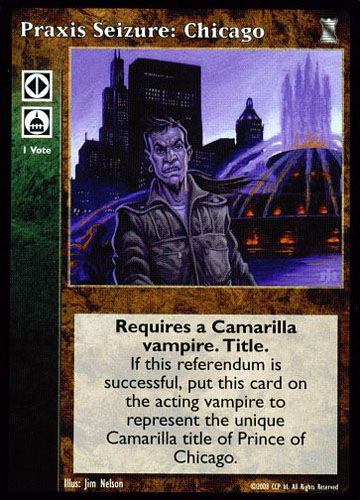 Praxis Seizure: Chicago
1 Vote
Requires a Camarilla
vampire. Title.
If this referendum is
successful, put this card on
the acting vampire to
represent the unique
Camarilla title of Prince of
Chicago.
Illus: Jim Nelson
©2008 CCP hf. All Rights Reserved